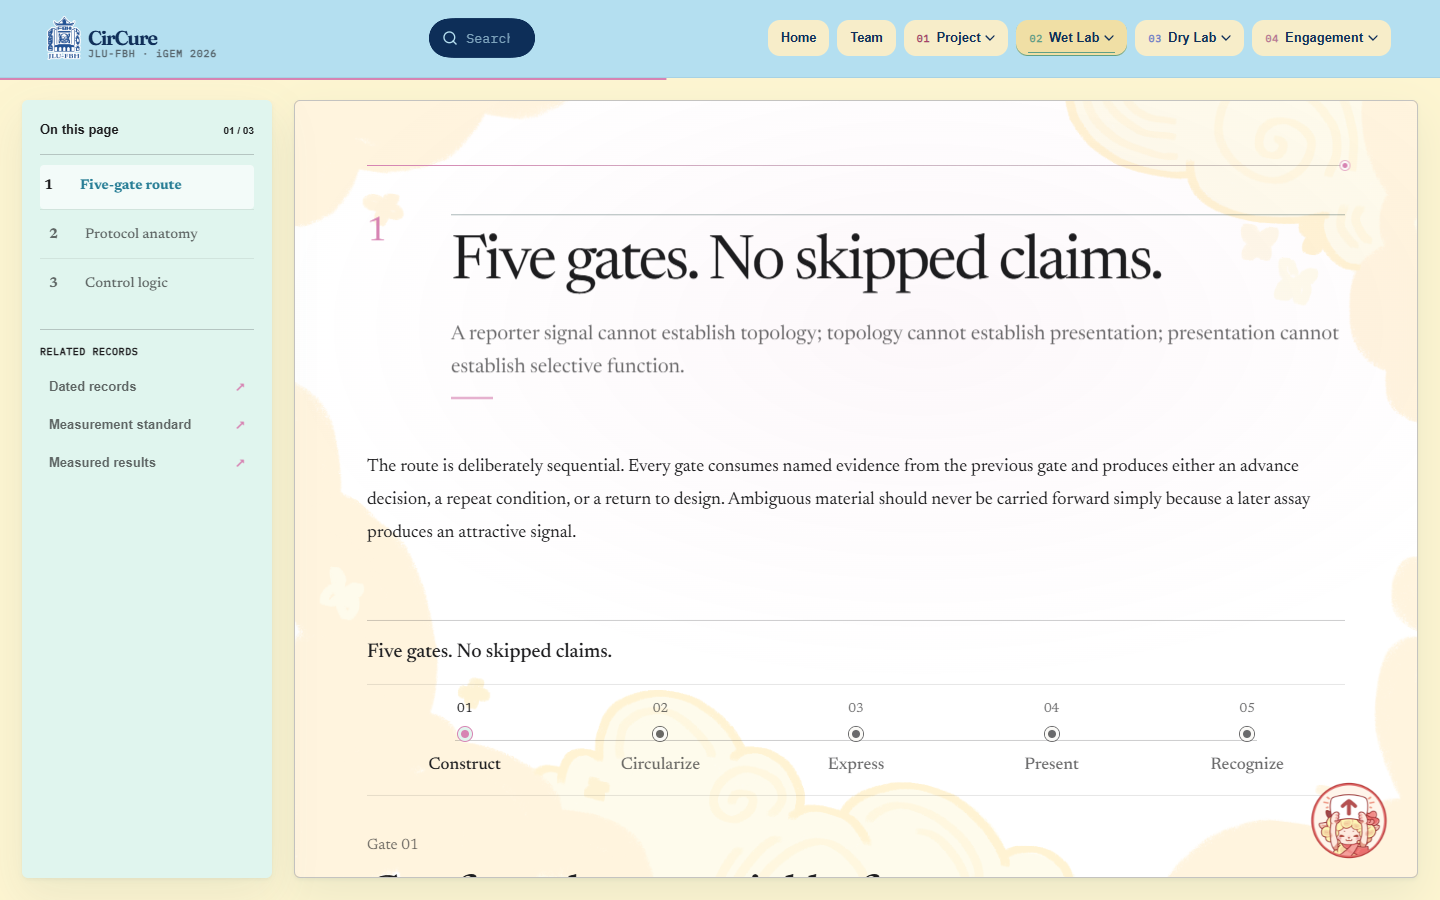 CirCure
JLU-FBH · iGEM 2026
JLU-FBH
Search
Home
Team
01 Project
02 Wet Lab
03 Dry Lab
04 Engagement
On this page
01 / 03
1 Five-gate route
2 Protocol anatomy
3 Control logic
RELATED RECORDS
Dated records ↗
Measurement standard ↗
Measured results ↗
1
Five gates. No skipped claims.
A reporter signal cannot establish topology; topology cannot establish presentation; presentation cannot
establish selective function.
The route is deliberately sequential. Every gate consumes named evidence from the previous gate and produces either an advance
decision, a repeat condition, or a return to design. Ambiguous material should never be carried forward simply because a later assay
produces an attractive signal.
Five gates. No skipped claims.
01 02 03 04 05
Construct Circularize Express Present Recognize
Gate 01